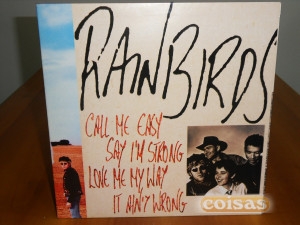 RAINBIRDS
CALL ME EASY
SAY I'M STRONG
LOVE ME MY WAY
IT AIN'T WRONG
coisas